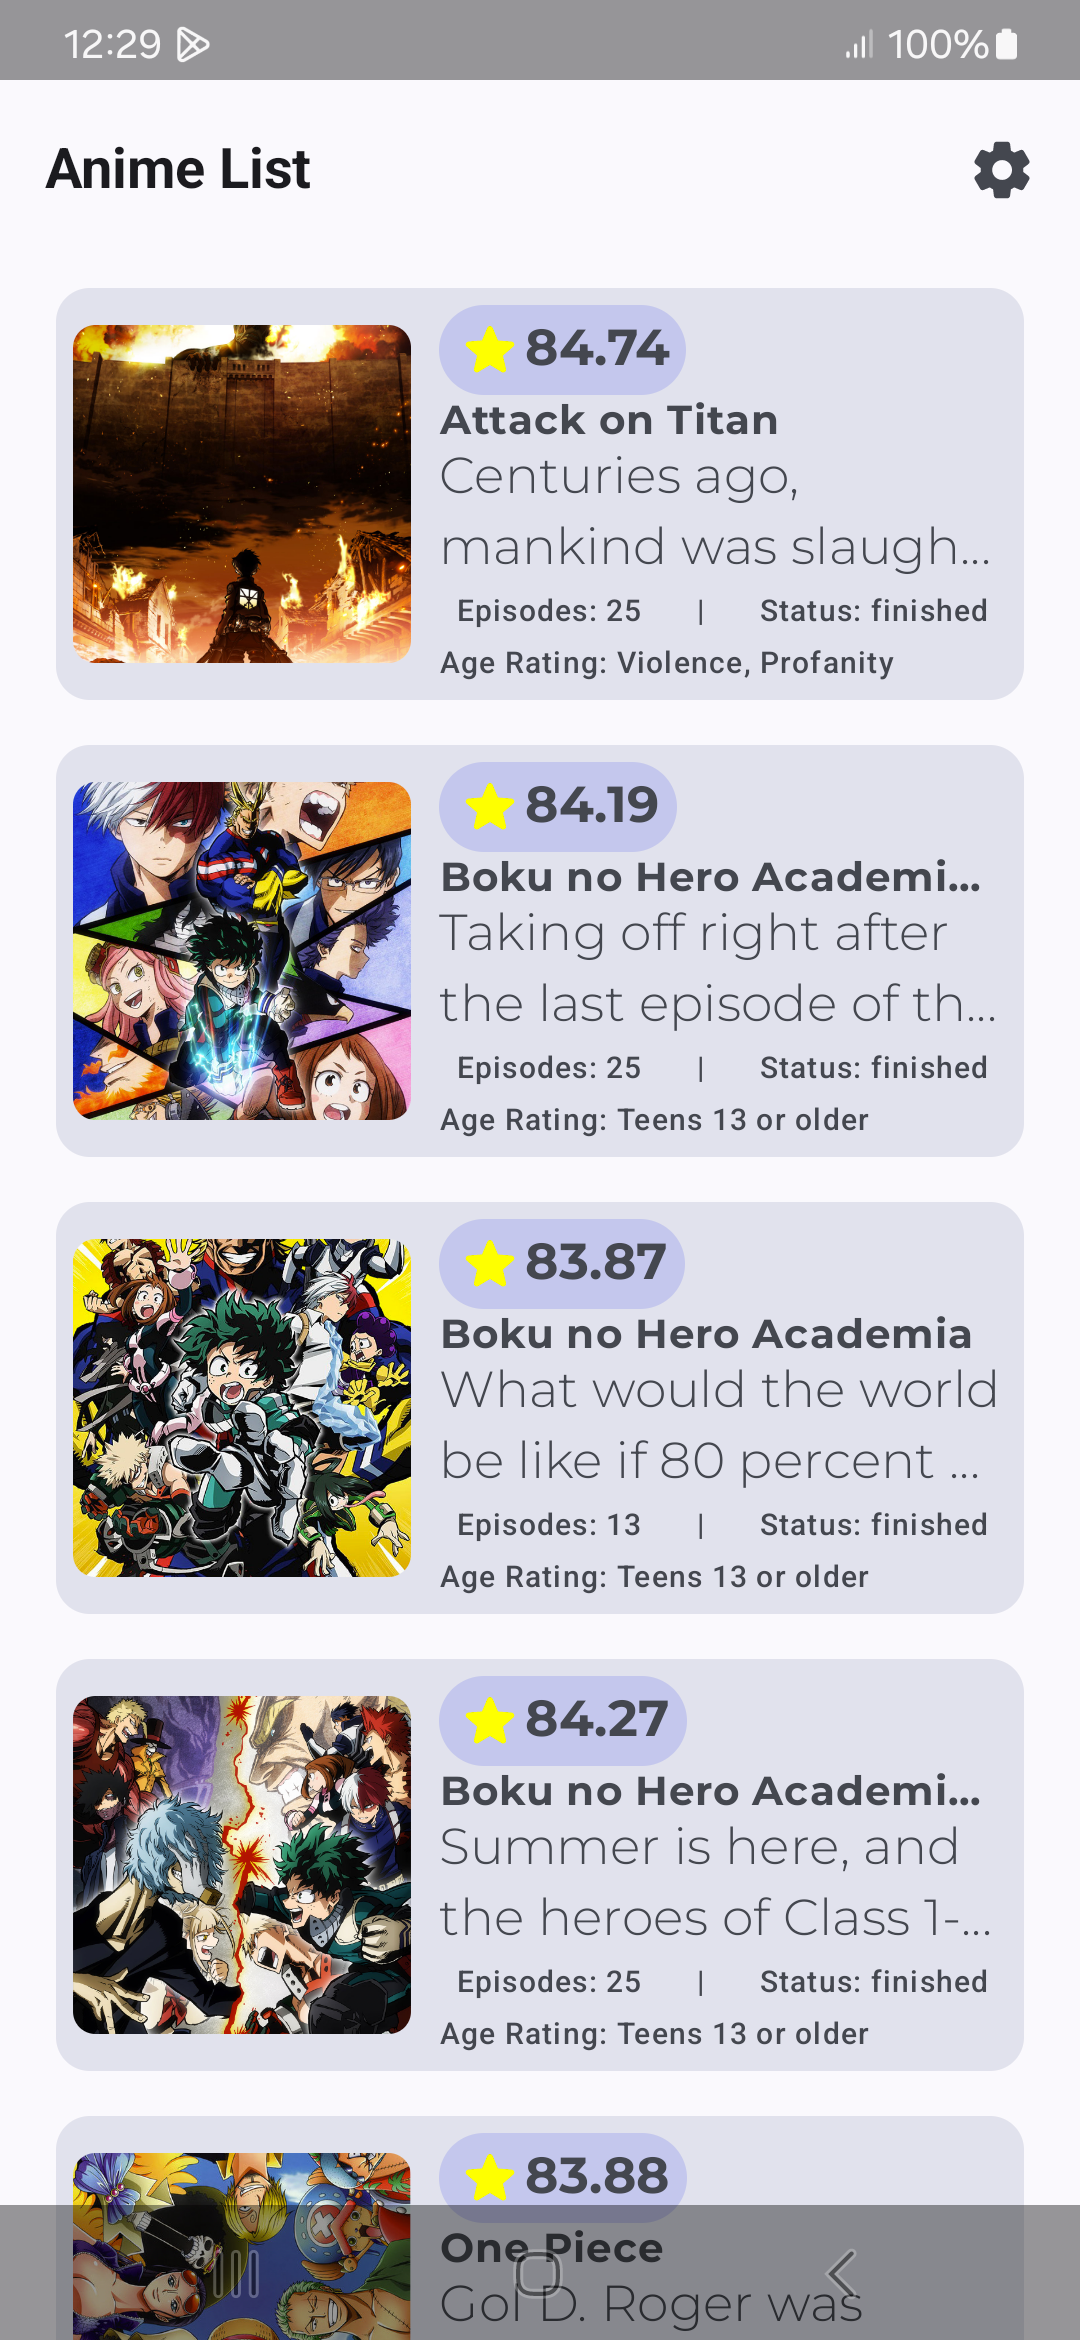 12:29
100%
Anime List
84.74
Attack on Titan
Centuries ago,
mankind was slaugh...
Episodes: 25 | Status: finished
Age Rating: Violence, Profanity
84.19
Boku no Hero Academi...
Taking off right after
the last episode of th...
Episodes: 25 | Status: finished
Age Rating: Teens 13 or older
83.87
Boku no Hero Academia
What would the world
be like if 80 percent ...
Episodes: 13 | Status: finished
Age Rating: Teens 13 or older
84.27
Boku no Hero Academi...
Summer is here, and
the heroes of Class 1-...
Episodes: 25 | Status: finished
Age Rating: Teens 13 or older
83.88
One Piece
Gol D. Roger was